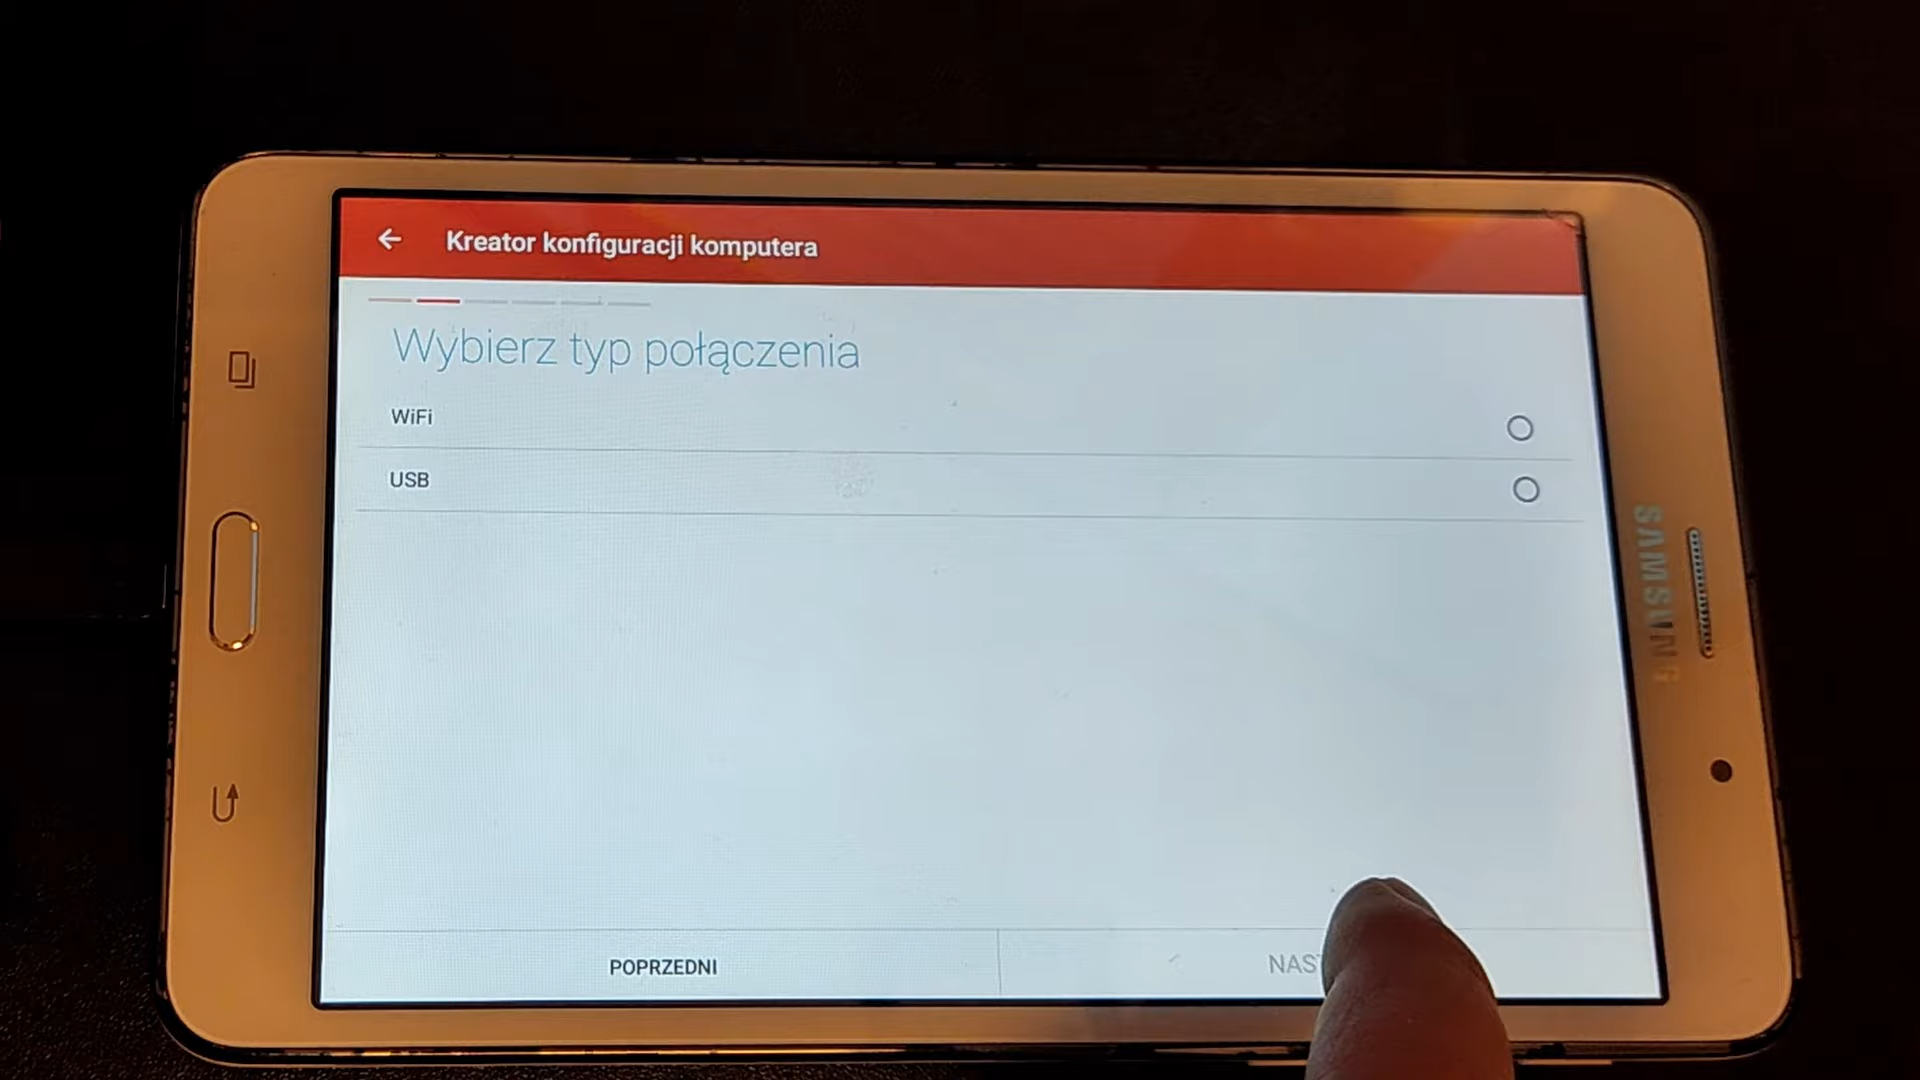 Kreator konfiguracji komputera
Wybierz typ połączenia
WiFi
USB
POPRZEDNI
NAST
SAMSUNG